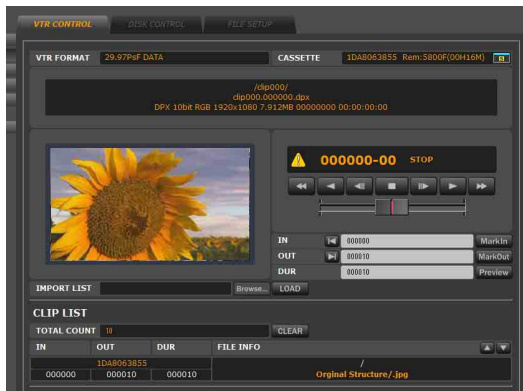 VTR CONTROL DISK CONTROL FILE SETUP
VTR FORMAT 29.97PsF DATA CASSETTE 1DA8063855 Rem:5800F(00H16M) S
/clip000/
clip000.000000.dpx
DPX 10bit RGB 1920x1080 7.912MB 00000000 00:00:00:00
000000-00 STOP
IN 000000 MarkIn
OUT 000010 MarkOut
DUR 000010 Preview
IMPORT LIST Browse... LOAD
CLIP LIST
TOTAL COUNT 10 CLEAR
IN OUT DUR FILE INFO
1DA8063855 /
000000 000010 000010 Orginal Structure/.jpg